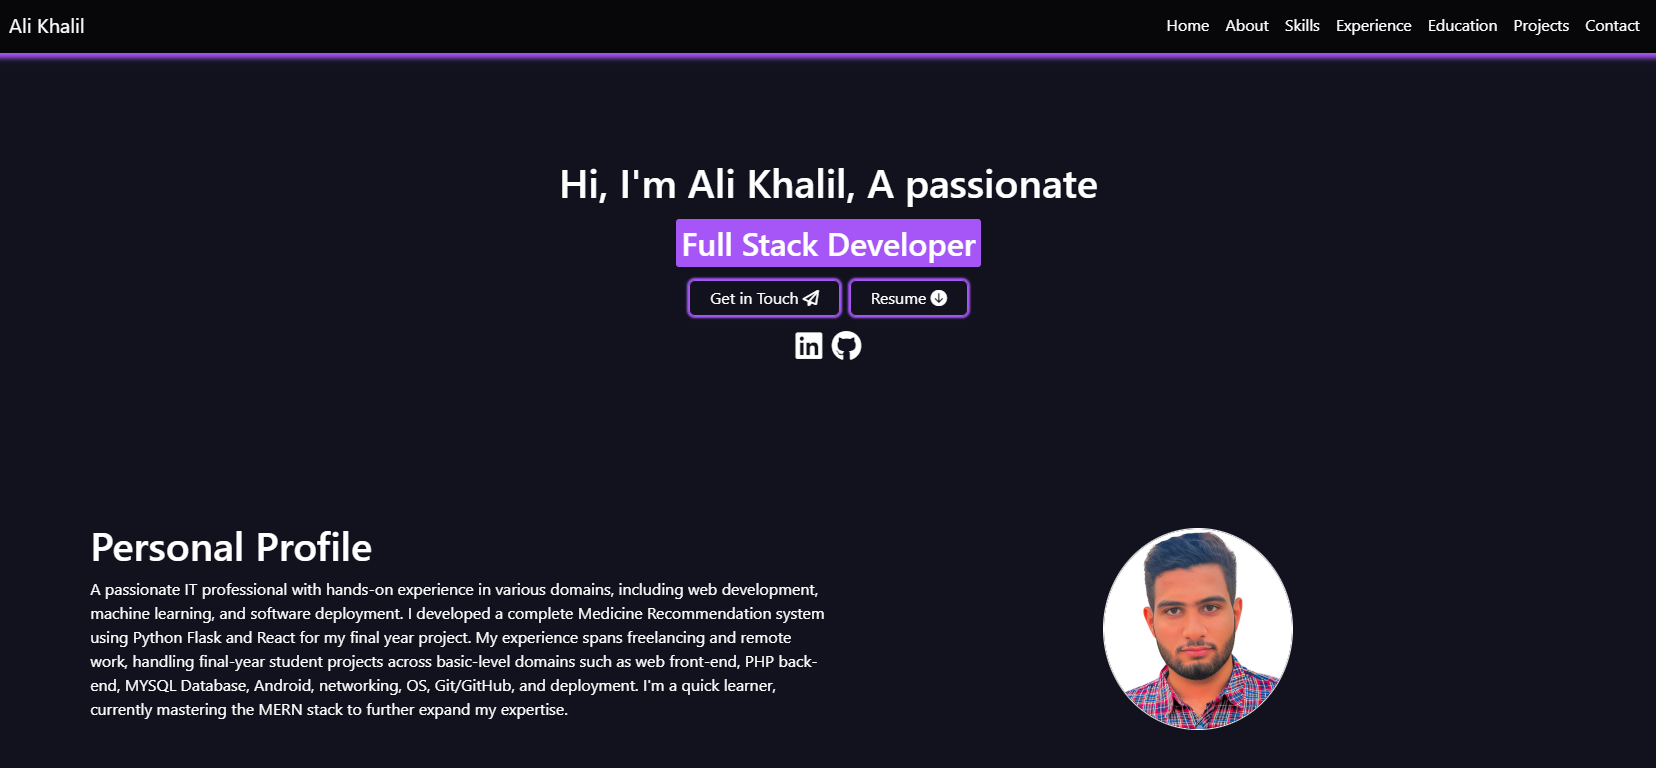 Ali Khalil
Home About Skills Experience Education Projects Contact
Hi, I'm Ali Khalil, A passionate
Full Stack Developer
Get in Touch
Resume
in
Personal Profile
A passionate IT professional with hands-on experience in various domains, including web development,
machine learning, and software deployment. I developed a complete Medicine Recommendation system
using Python Flask and React for my final year project. My experience spans freelancing and remote
work, handling final-year student projects across basic-level domains such as web front-end, PHP back-
end, MYSQL Database, Android, networking, OS, Git/GitHub, and deployment. I'm a quick learner,
currently mastering the MERN stack to further expand my expertise.